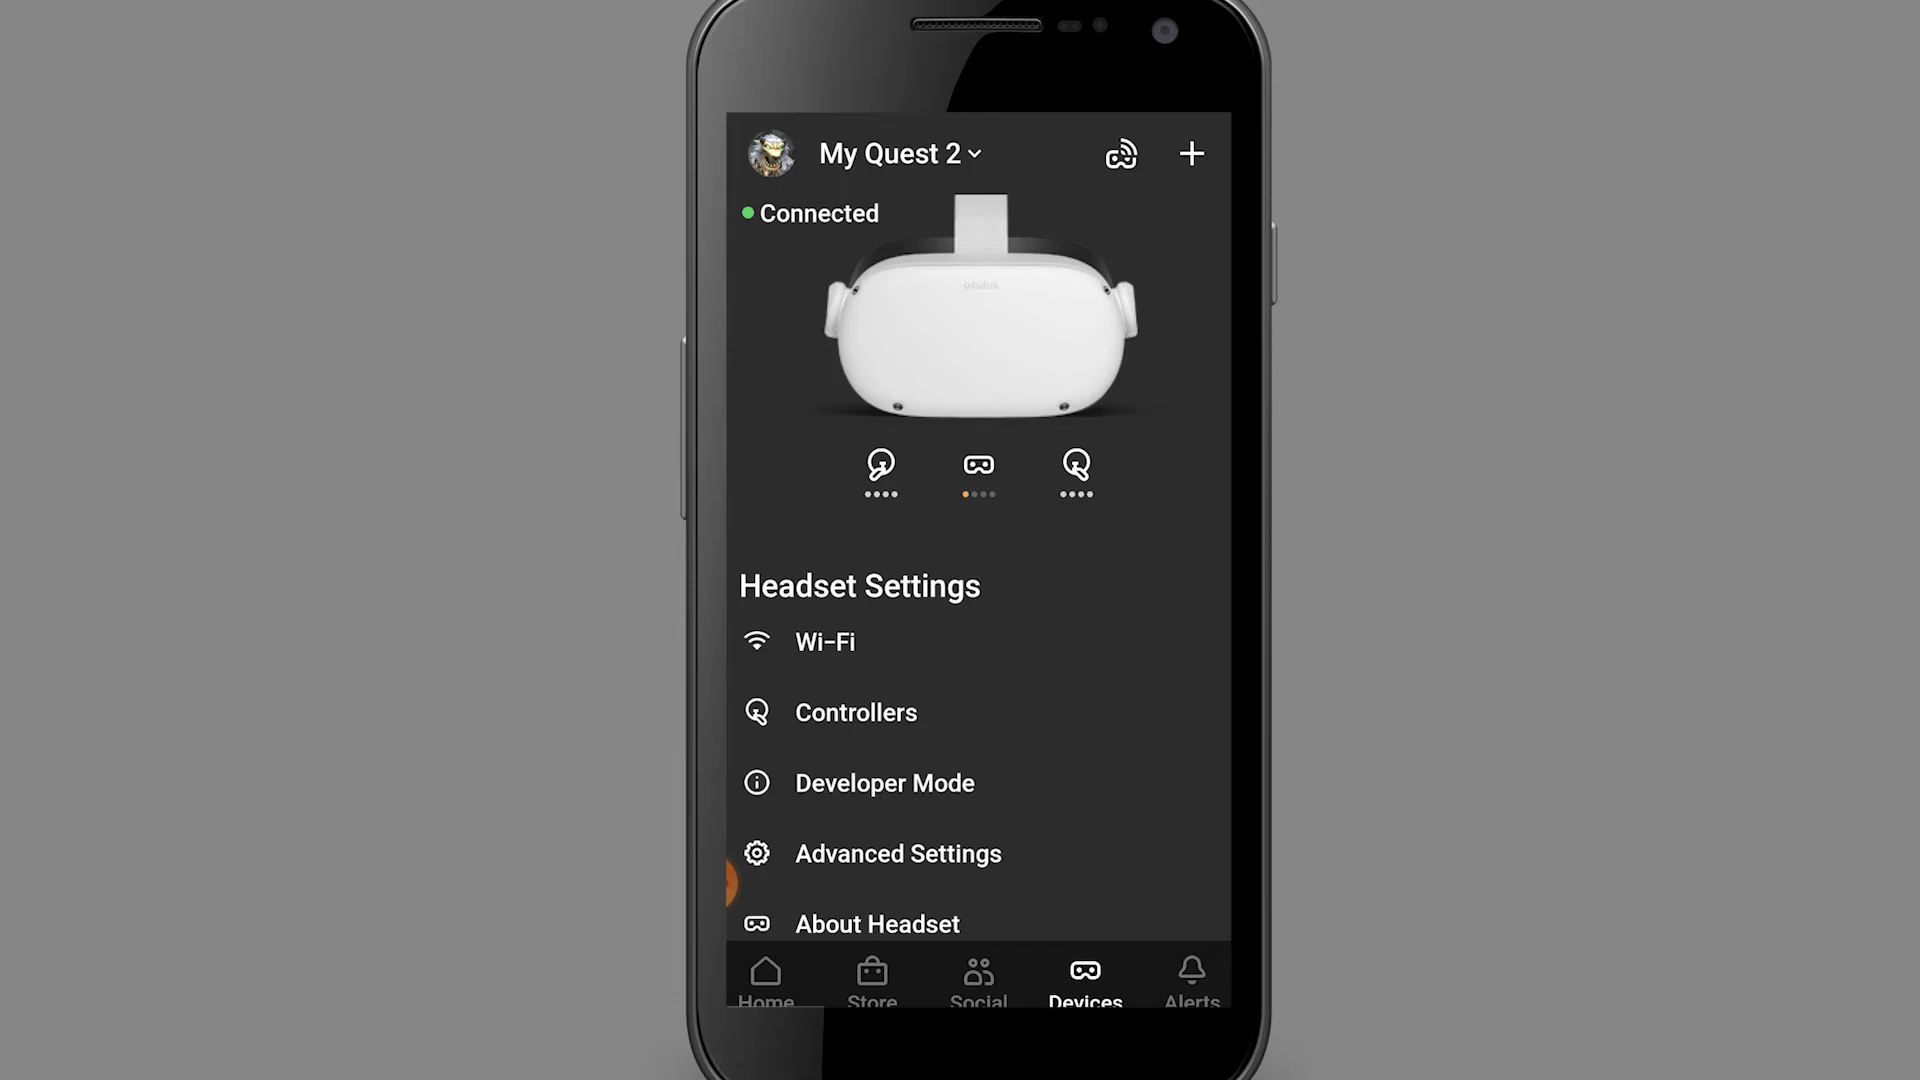 My Quest 2
Connected
oculus
Headset Settings
Wi-Fi
Controllers
Developer Mode
Advanced Settings
About Headset
Home
Store
Social
Devices
Alerts